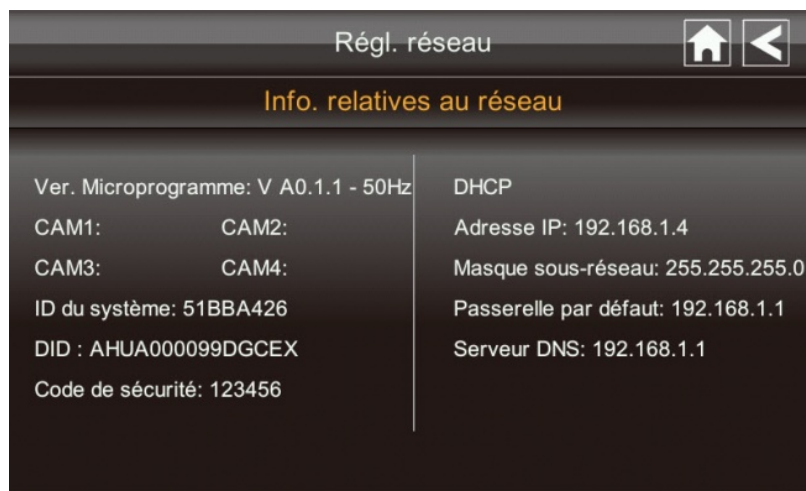 Régl. réseau
Info. relatives au réseau
Ver. Microprogramme: V A0.1.1 - 50Hz
CAM1: CAM2:
CAM3: CAM4:
ID du système: 51BBA426
DID : AHUA000099DGCEX
Code de sécurité: 123456
DHCP
Adresse IP: 192.168.1.4
Masque sous-réseau: 255.255.255.0
Passerelle par défaut: 192.168.1.1
Serveur DNS: 192.168.1.1